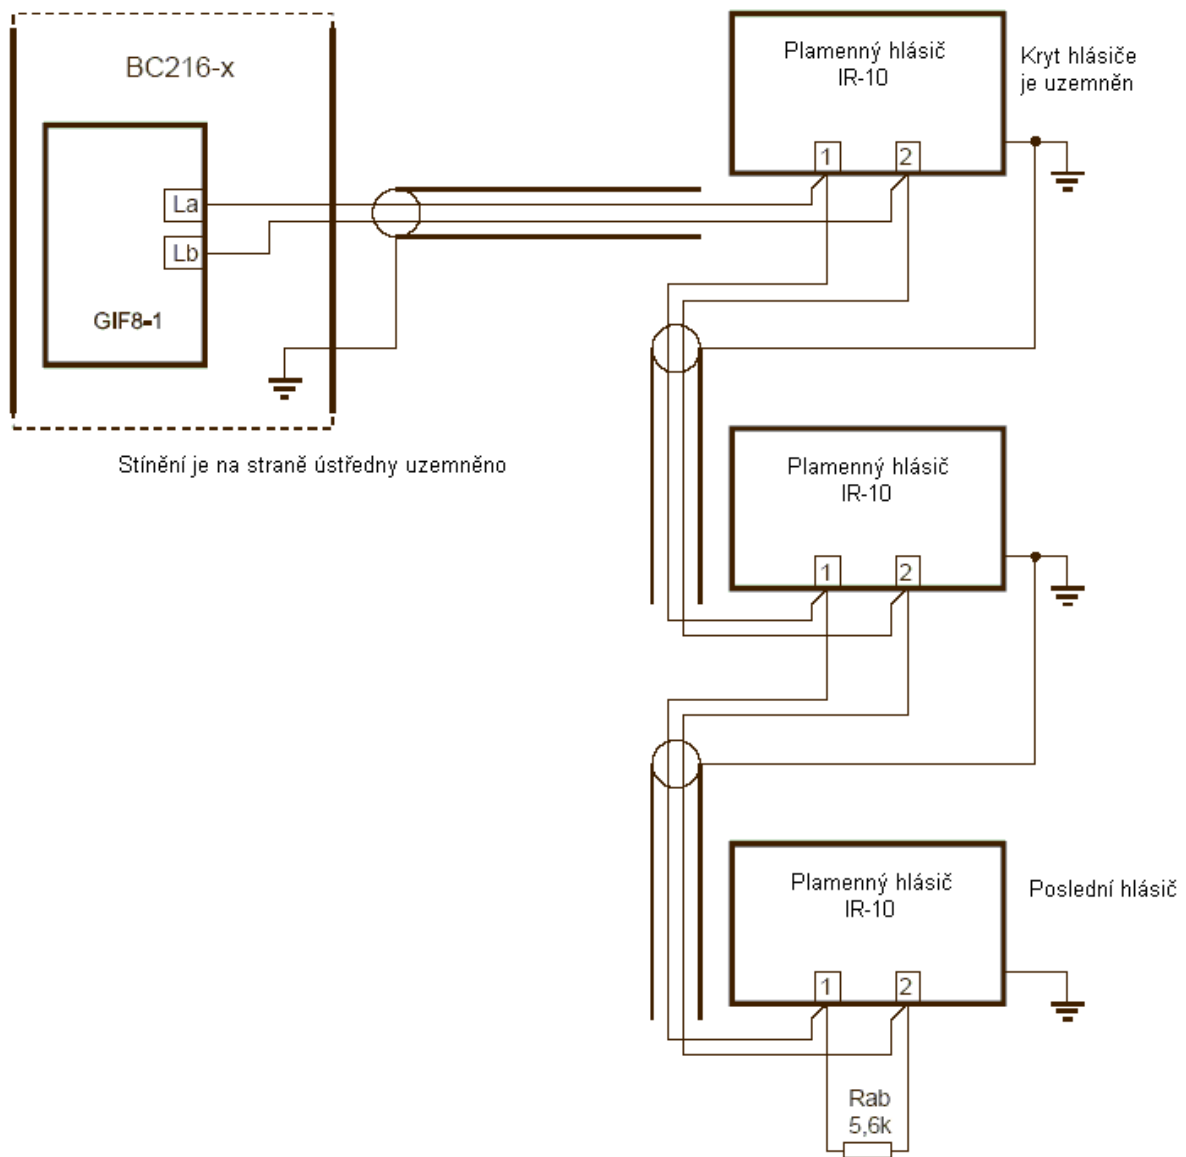 BC216-x
La
Lb
GIF8-1
Stínění je na straně ústředny uzemněno
Plamenný hlásič
IR-10
1
2
Kryt hlásiče
je uzemněn
Plamenný hlásič
IR-10
1
2
Plamenný hlásič
IR-10
1
2
Poslední hlásič
Rab
5,6k